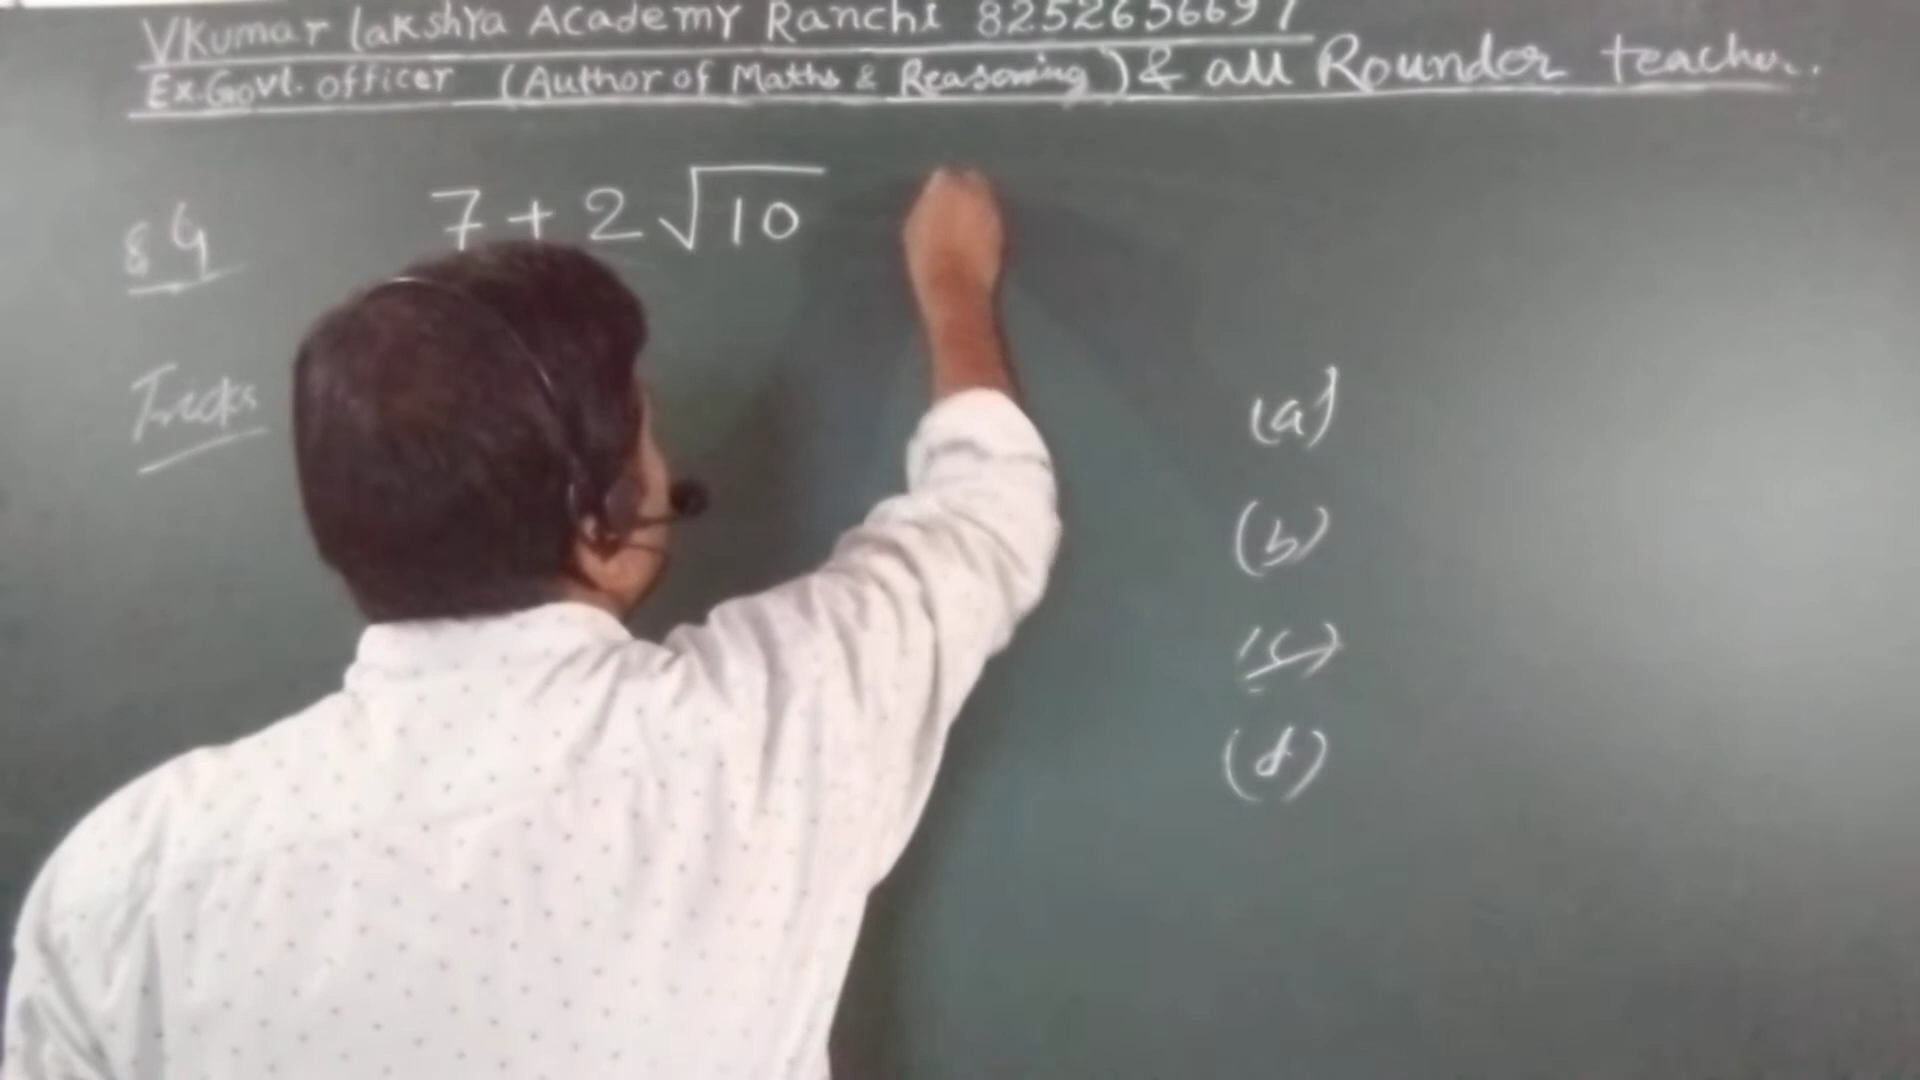 VKumar Lakshya Academy Ranchi 8252656697
Ex. Govt. officer (Author of Maths & Reasoning) & all Rounder teacher.
84
7 + 2 √10
Tricks
(a)
(b)
(c)
(d)